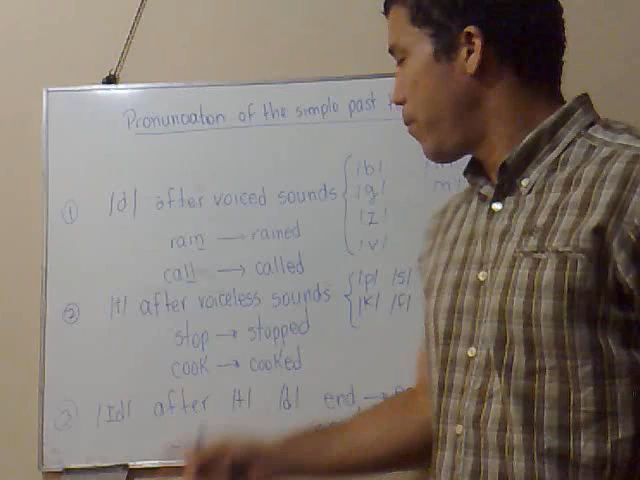 Pronunciation of the simple past
① |d| after voiced sounds { |b|
|g| m|
|z|
|v|
rain → rained
call → called
② |t| after voiceless sounds { |p| |s|
|k| |f|
stop → stopped
cook → cooked
③ |Id| after |t| |d| end →